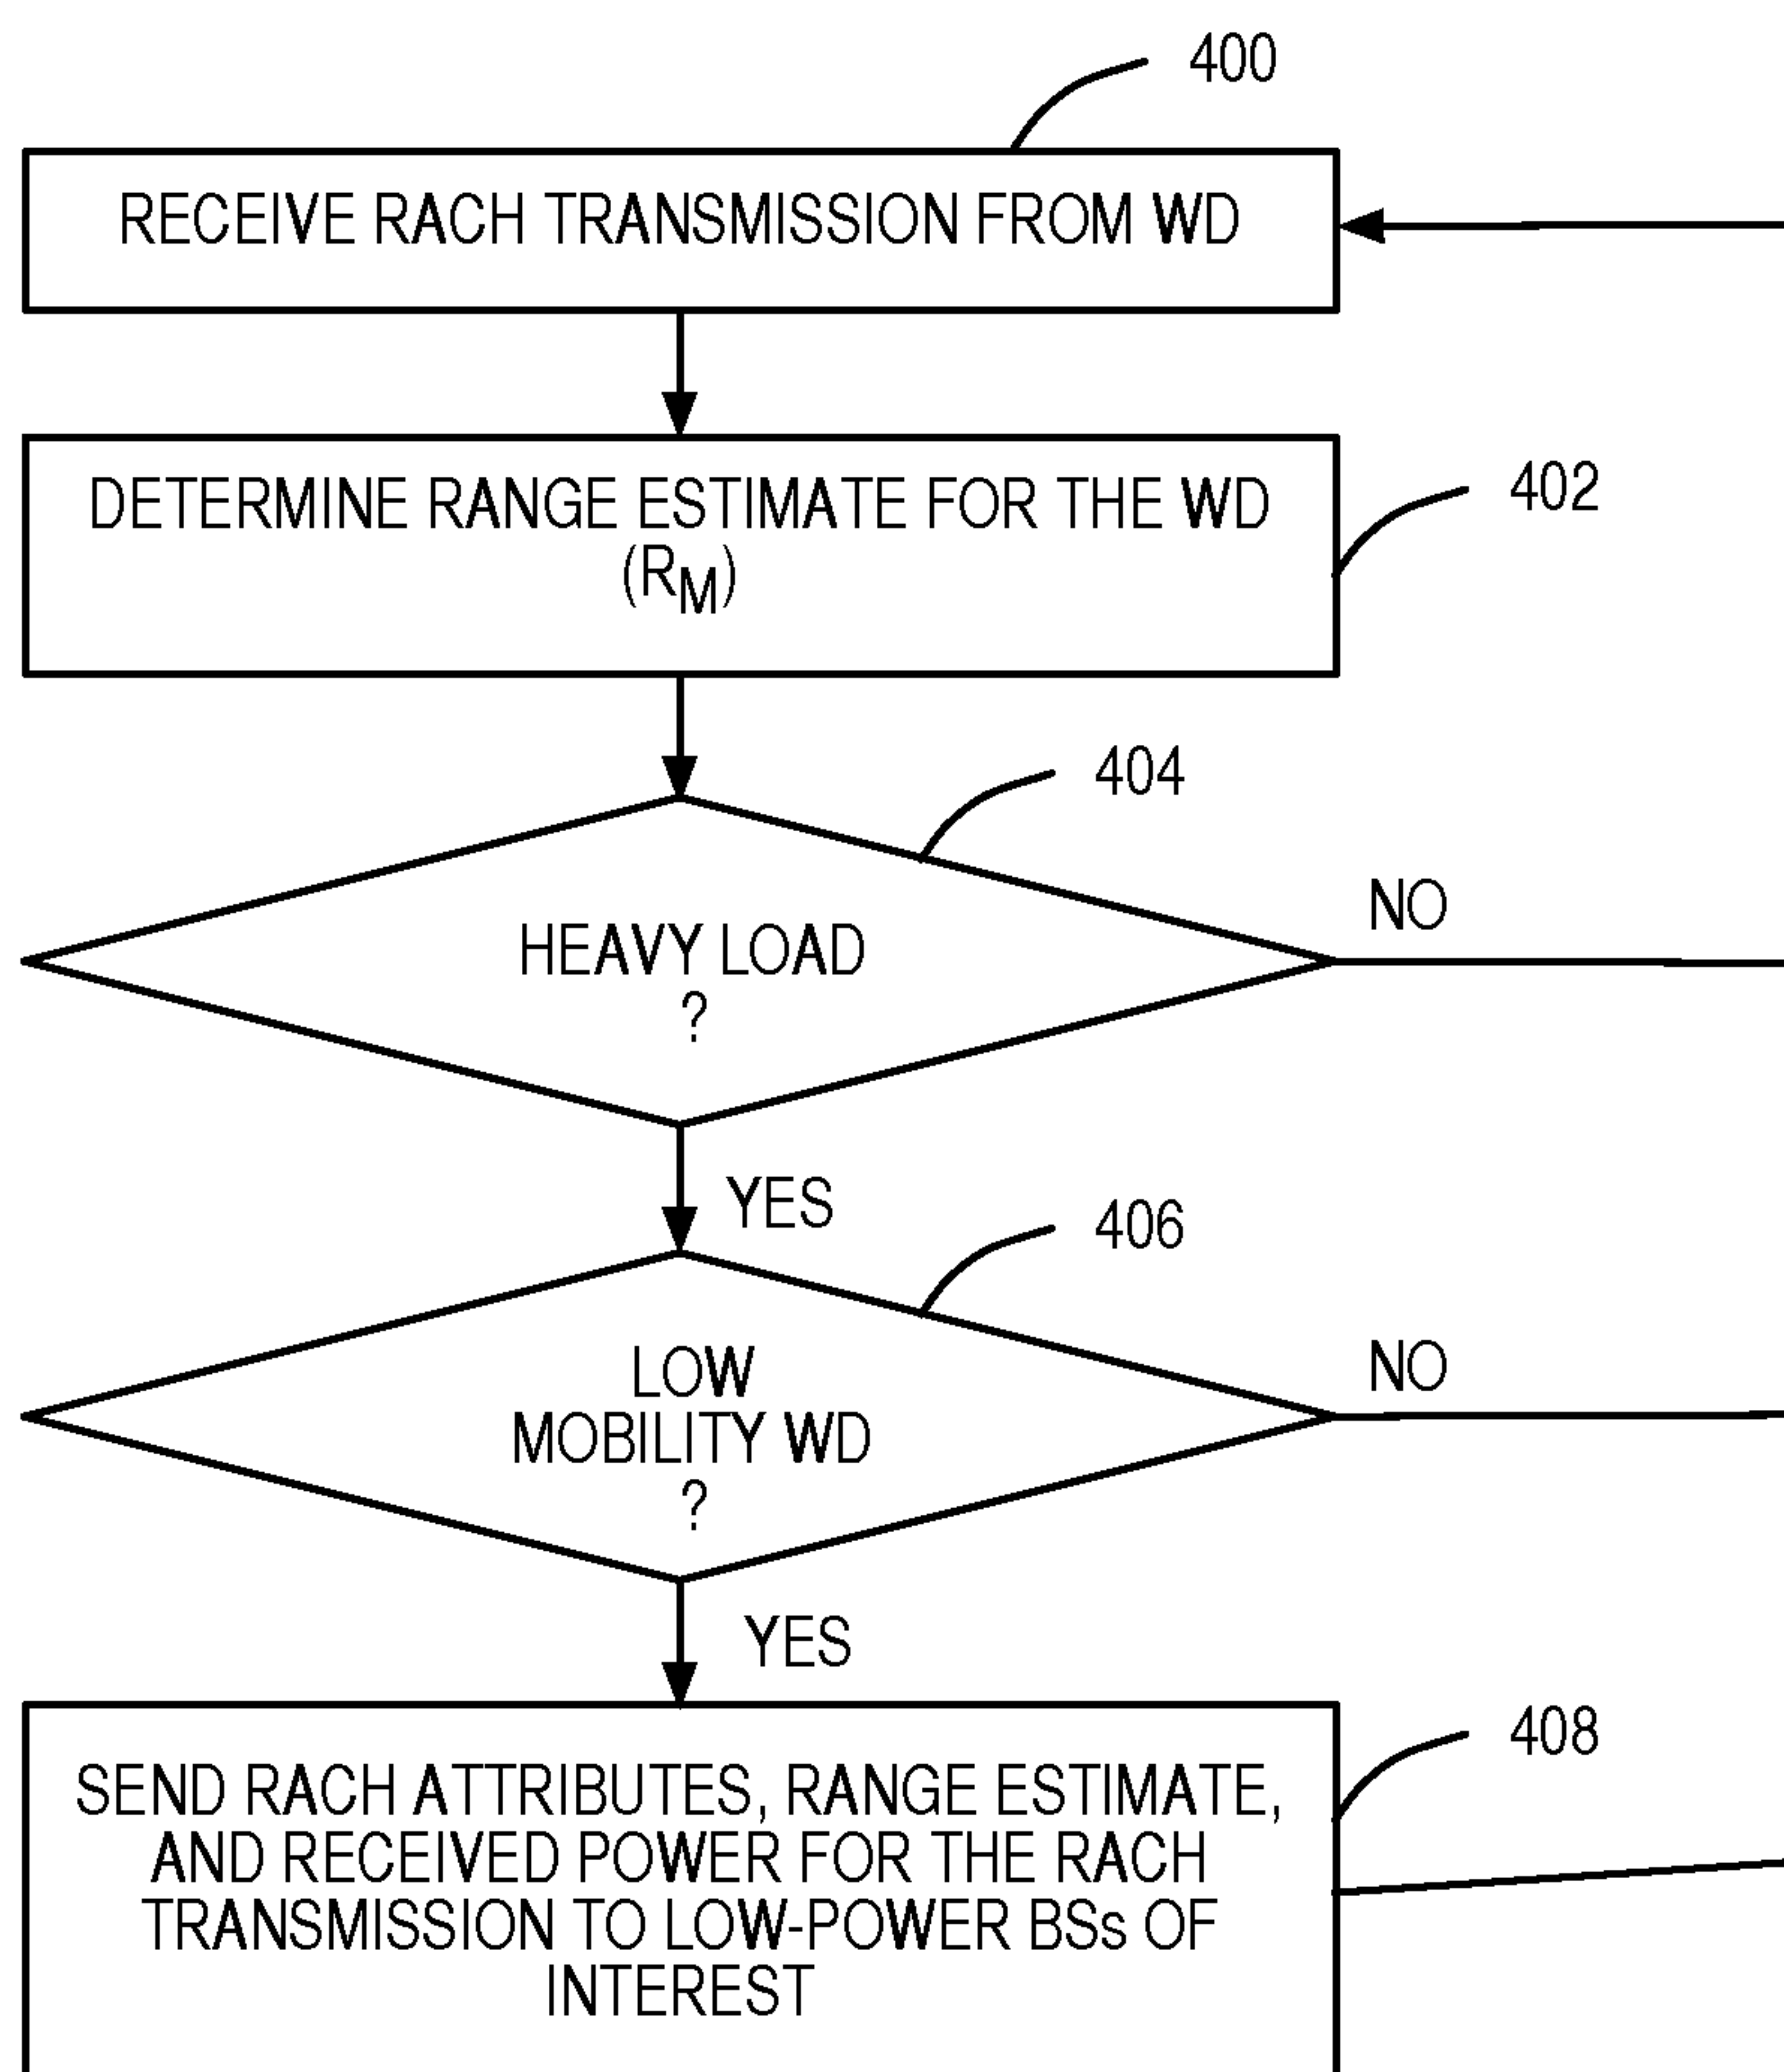 400
RECEIVE RACH TRANSMISSION FROM WD
402
DETERMINE RANGE ESTIMATE FOR THE WD
(RM)
404
NO
HEAVY LOAD
?
YES
406
NO
LOW
MOBILITY WD
?
YES
408
SEND RACH ATTRIBUTES, RANGE ESTIMATE,
AND RECEIVED POWER FOR THE RACH
TRANSMISSION TO LOW-POWER BSs OF
INTEREST